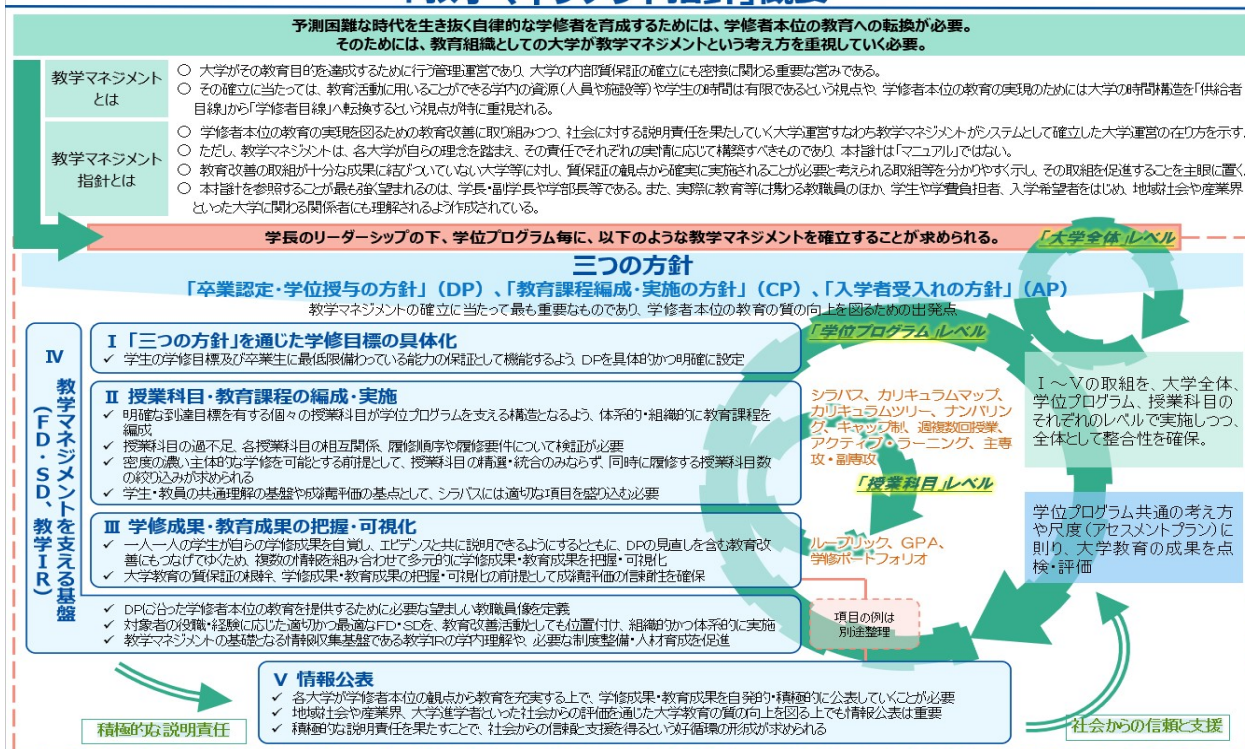 「教学マネジメント指針」概要
予測困難な時代を生き抜く自律的な学修者を育成するためには、学修者本位の教育への転換が必要。
そのためには、教育組織としての大学が教学マネジメントという考え方を重視していく必要。
教学マネジメント
とは
○ 大学がその教育目的を達成するために行う管理運営であり、大学の内部質保証の確立にも密接に関わる重要な営みである。
○ その確立に当たっては、教育活動に用いることができる学内の資源(人員や施設等)や学生の時間は有限であるという視点や、学修者本位の教育の実現のためには大学の時間構造を「供給者
目線」から「学修者目線」へ転換するという視点が特に重視される。
教学マネジメント
指針とは
○ 学修者本位の教育の実現を図るための教育改善に取り組みつつ、社会に対する説明責任を果たしていく大学運営すなわち教学マネジメントがシステムとして確立した大学運営の在り方を示す。
○ ただし、教学マネジメントは、各大学が自らの理念を踏まえ、その責任でそれぞれの実情に応じて構築すべきものであり、本指針は「マニュアル」ではない。
○ 教育改善の取組が十分な成果に結びついていない大学等に対し、質保証の観点から確実に実施されることが必要と考えられる取組等を分かりやすく示し、その取組を促進することを主眼に置く。
○ 本指針を参照することが最も強く望まれるのは、学長・副学長や学部長等である。また、実際に教育等に携わる教職員のほか、学生や学費負担者、入学希望者をはじめ、地域社会や産業界
といった大学に関わる関係者にも理解されるよう作成されている。
学長のリーダーシップの下、学位プログラム毎に、以下のような教学マネジメントを確立することが求められる。
「大学全体」レベル
三つの方針
「卒業認定・学位授与の方針」(DP)、「教育課程編成・実施の方針」(CP)、「入学者受入れの方針」(AP)
教学マネジメントの確立に当たって最も重要なものであり、学修者本位の教育の質の向上を図るための出発点
「学位プログラム」レベル
Ⅳ 教学マネジメントを支える基盤
(FD・SD、教学IR)
Ⅰ 「三つの方針」を通じた学修目標の具体化
✓ 学生の学修目標及び卒業生に最低限備わっている能力の保証として機能するよう、DPを具体的かつ明確に設定
Ⅱ 授業科目・教育課程の編成・実施
✓ 明確な到達目標を有する個々の授業科目が学位プログラムを支える構造となるよう、体系的・組織的に教育課程を
編成
✓ 授業科目の過不足、各授業科目の相互関係、履修順序や履修要件について検証が必要
✓ 密度の濃い主体的な学修を可能とする前提として、授業科目の精選・統合のみならず、同時に履修する授業科目数
の絞り込みが求められる
✓ 学生・教員の共通理解の基盤や成績評価の基点として、シラバスには適切な項目を盛り込む必要
シラバス、カリキュラムマップ、
カリキュラムツリー、ナンバリン
グ、キャップ制、週複数回授業、
アクティブ・ラーニング、主専
攻・副専攻
「授業科目」レベル
Ⅲ 学修成果・教育成果の把握・可視化
✓ 一人一人の学生が自らの学修成果を自覚し、エビデンスと共に説明できるようにするとともに、DPの見直しを含む教育改
善にもつなげてゆくため、複数の情報を組み合わせて多元的に学修成果・教育成果を把握・可視化
✓ 大学教育の質保証の根幹、学修成果・教育成果の把握・可視化の前提として成績評価の信頼性を確保
ルーブリック、GPA、
学修ポートフォリオ
✓ DPに沿った学修者本位の教育を提供するために必要な望ましい教職員像を定義
✓ 対象者の役職・経験に応じた適切かつ最適なFD・SDを、教育改善活動としても位置付け、組織的かつ体系的に実施
✓ 教学マネジメントの基礎となる情報収集基盤である教学IRの学内理解や、必要な制度整備・人材育成を促進
項目の例は
別途整理
Ⅰ~Ⅴの取組を、大学全体、
学位プログラム、授業科目の
それぞれのレベルで実施しつつ、
全体として整合性を確保。
学位プログラム共通の考え方
や尺度(アセスメントプラン)に
則り、大学教育の成果を点
検・評価
Ⅴ 情報公表
✓ 各大学が学修者本位の観点から教育を充実する上で、学修成果・教育成果を自発的・積極的に公表していくことが必要
✓ 地域社会や産業界、大学進学者といった社会からの評価を通じた大学教育の質の向上を図る上でも情報公表は重要
✓ 積極的な説明責任を果たすことで、社会からの信頼と支援を得るという好循環の形成が求められる
積極的な説明責任
社会からの信頼と支援